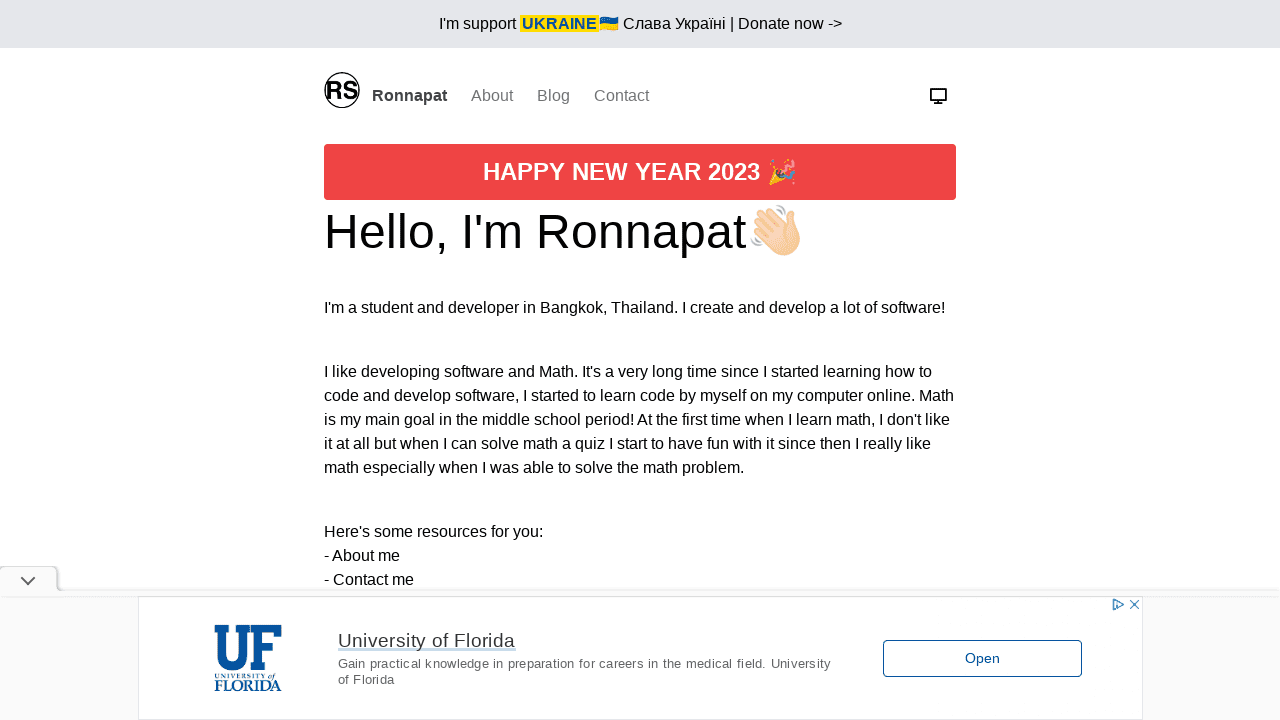 I'm support UKRAINE🇺🇦 Слава Україні | Donate now ->
RS Ronnapat About Blog Contact
HAPPY NEW YEAR 2023 🎉
Hello, I'm Ronnapat👋🏻
I'm a student and developer in Bangkok, Thailand. I create and develop a lot of software!
I like developing software and Math. It's a very long time since I started learning how to
code and develop software, I started to learn code by myself on my computer online. Math
is my main goal in the middle school period! At the first time when I learn math, I don't like
it at all but when I can solve math a quiz I start to have fun with it since then I really like
math especially when I was able to solve the math problem.
Here's some resources for you:
- About me
- Contact me
UF
UNIVERSITY of
FLORIDA
University of Florida
Gain practical knowledge in preparation for careers in the medical field. University
of Florida
Open